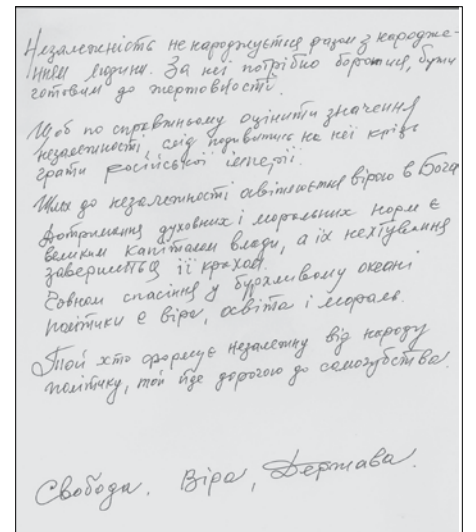 Незалежність не народжується разом з народже-
нням людини. За неї потрібно боротися, бути
готовим до жертовності.
Щоб по справжньому оцінити значення
незалежності, слід подивитись на неї крізь
грати російської імперії.
Шлях до незалежності освітлюється вірою в Бога
Дотримання духовних і моральних норм є
великим капіталом влади, а їх нехтування
завершиться її крахом.
Човном спасіння у бурхливому океані
політики є віра, освіта і мораль.
Той хто формує незалежну від народу
політику, той йде дорогою до самогубства.
Свобода. Віра, Держава.